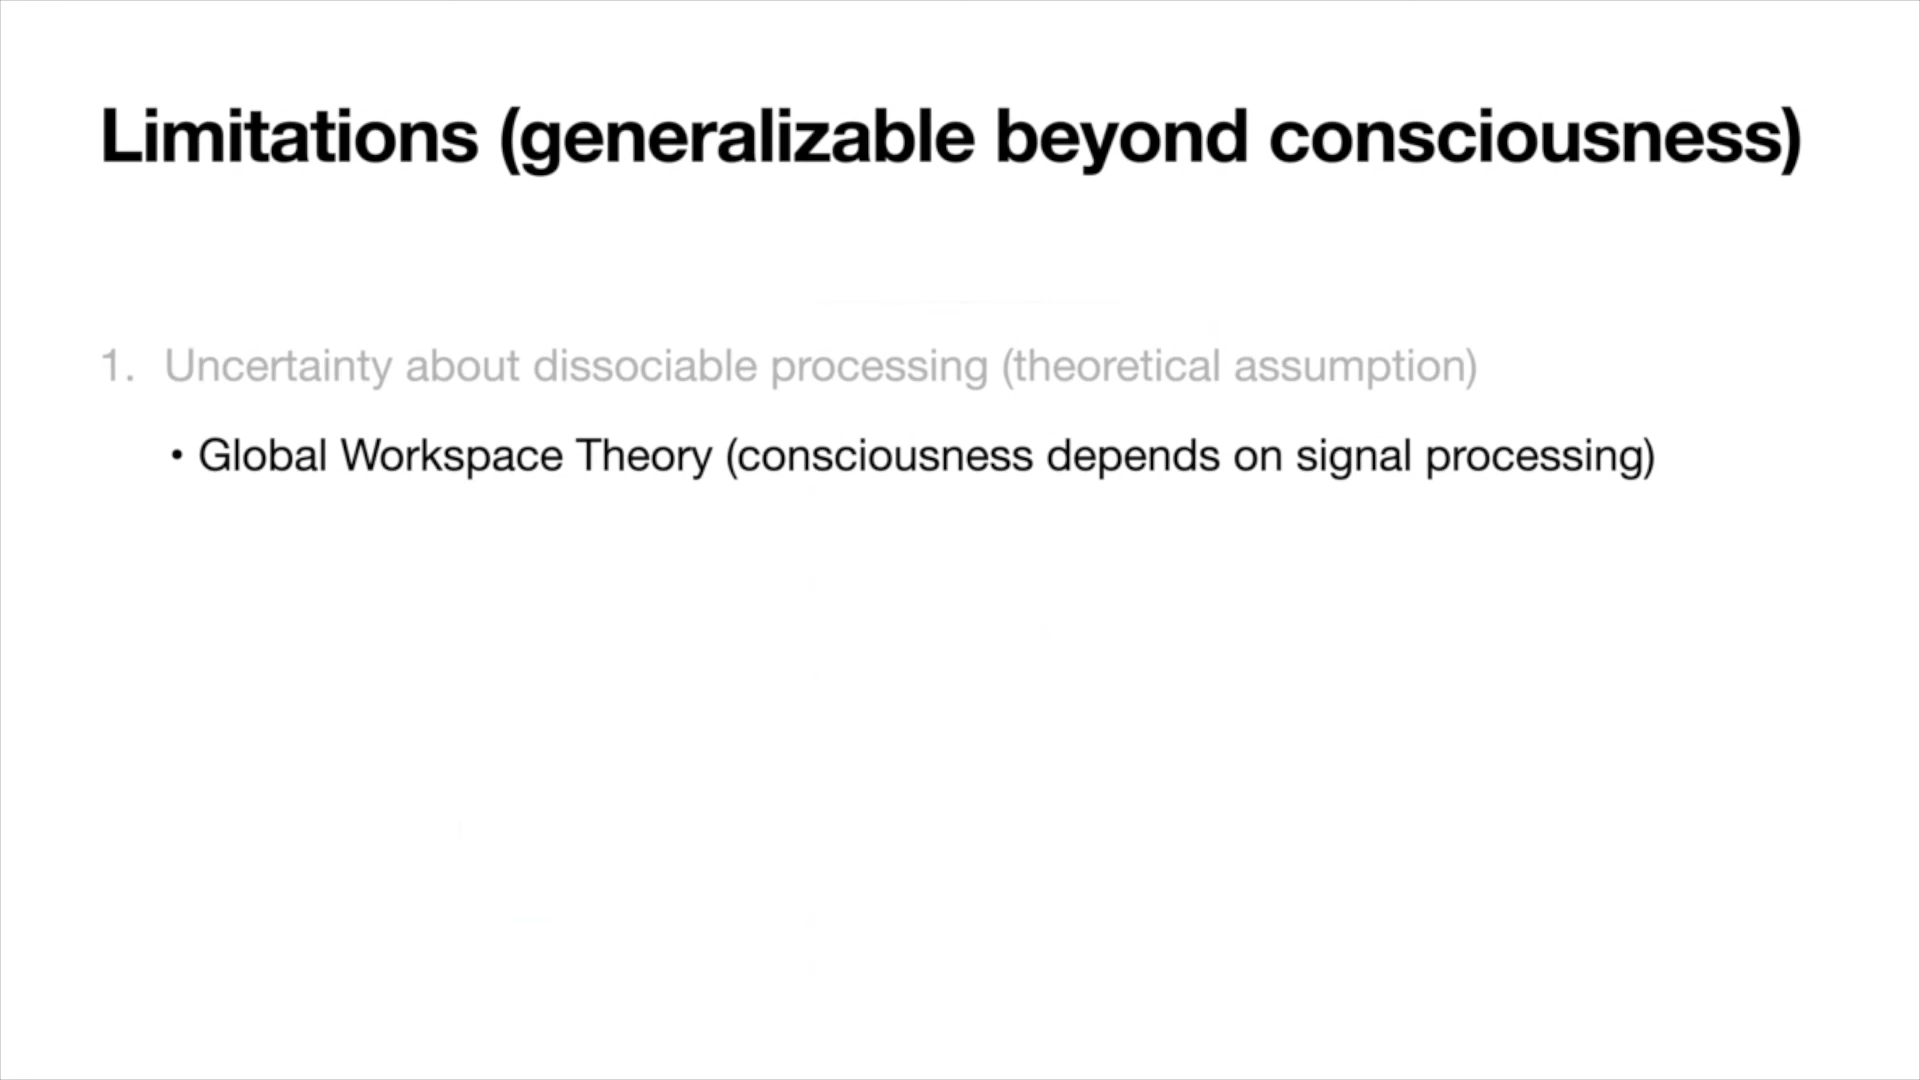 Limitations (generalizable beyond consciousness)
1. Uncertainty about dissociable processing (theoretical assumption)
• Global Workspace Theory (consciousness depends on signal processing)